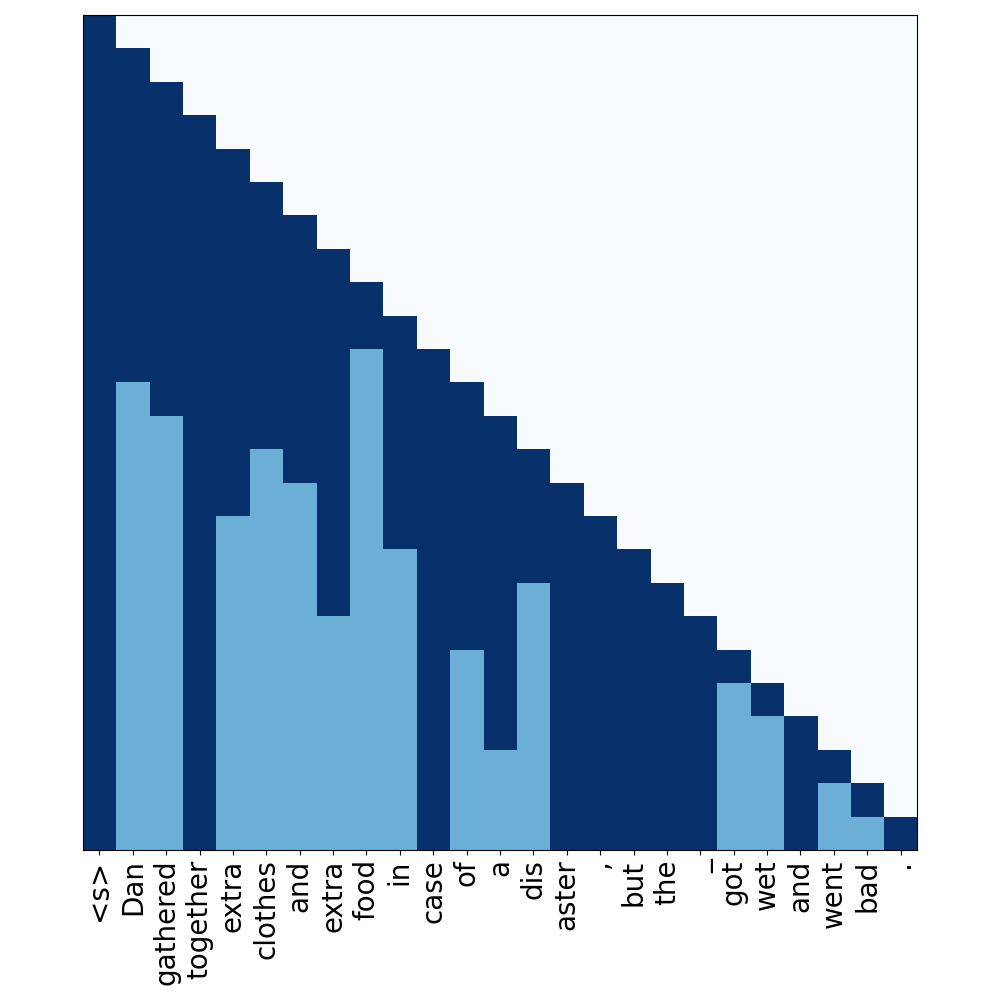 <s> Dan gathered together extra clothes and extra food in case of a dis aster , but the _ got wet and went bad .